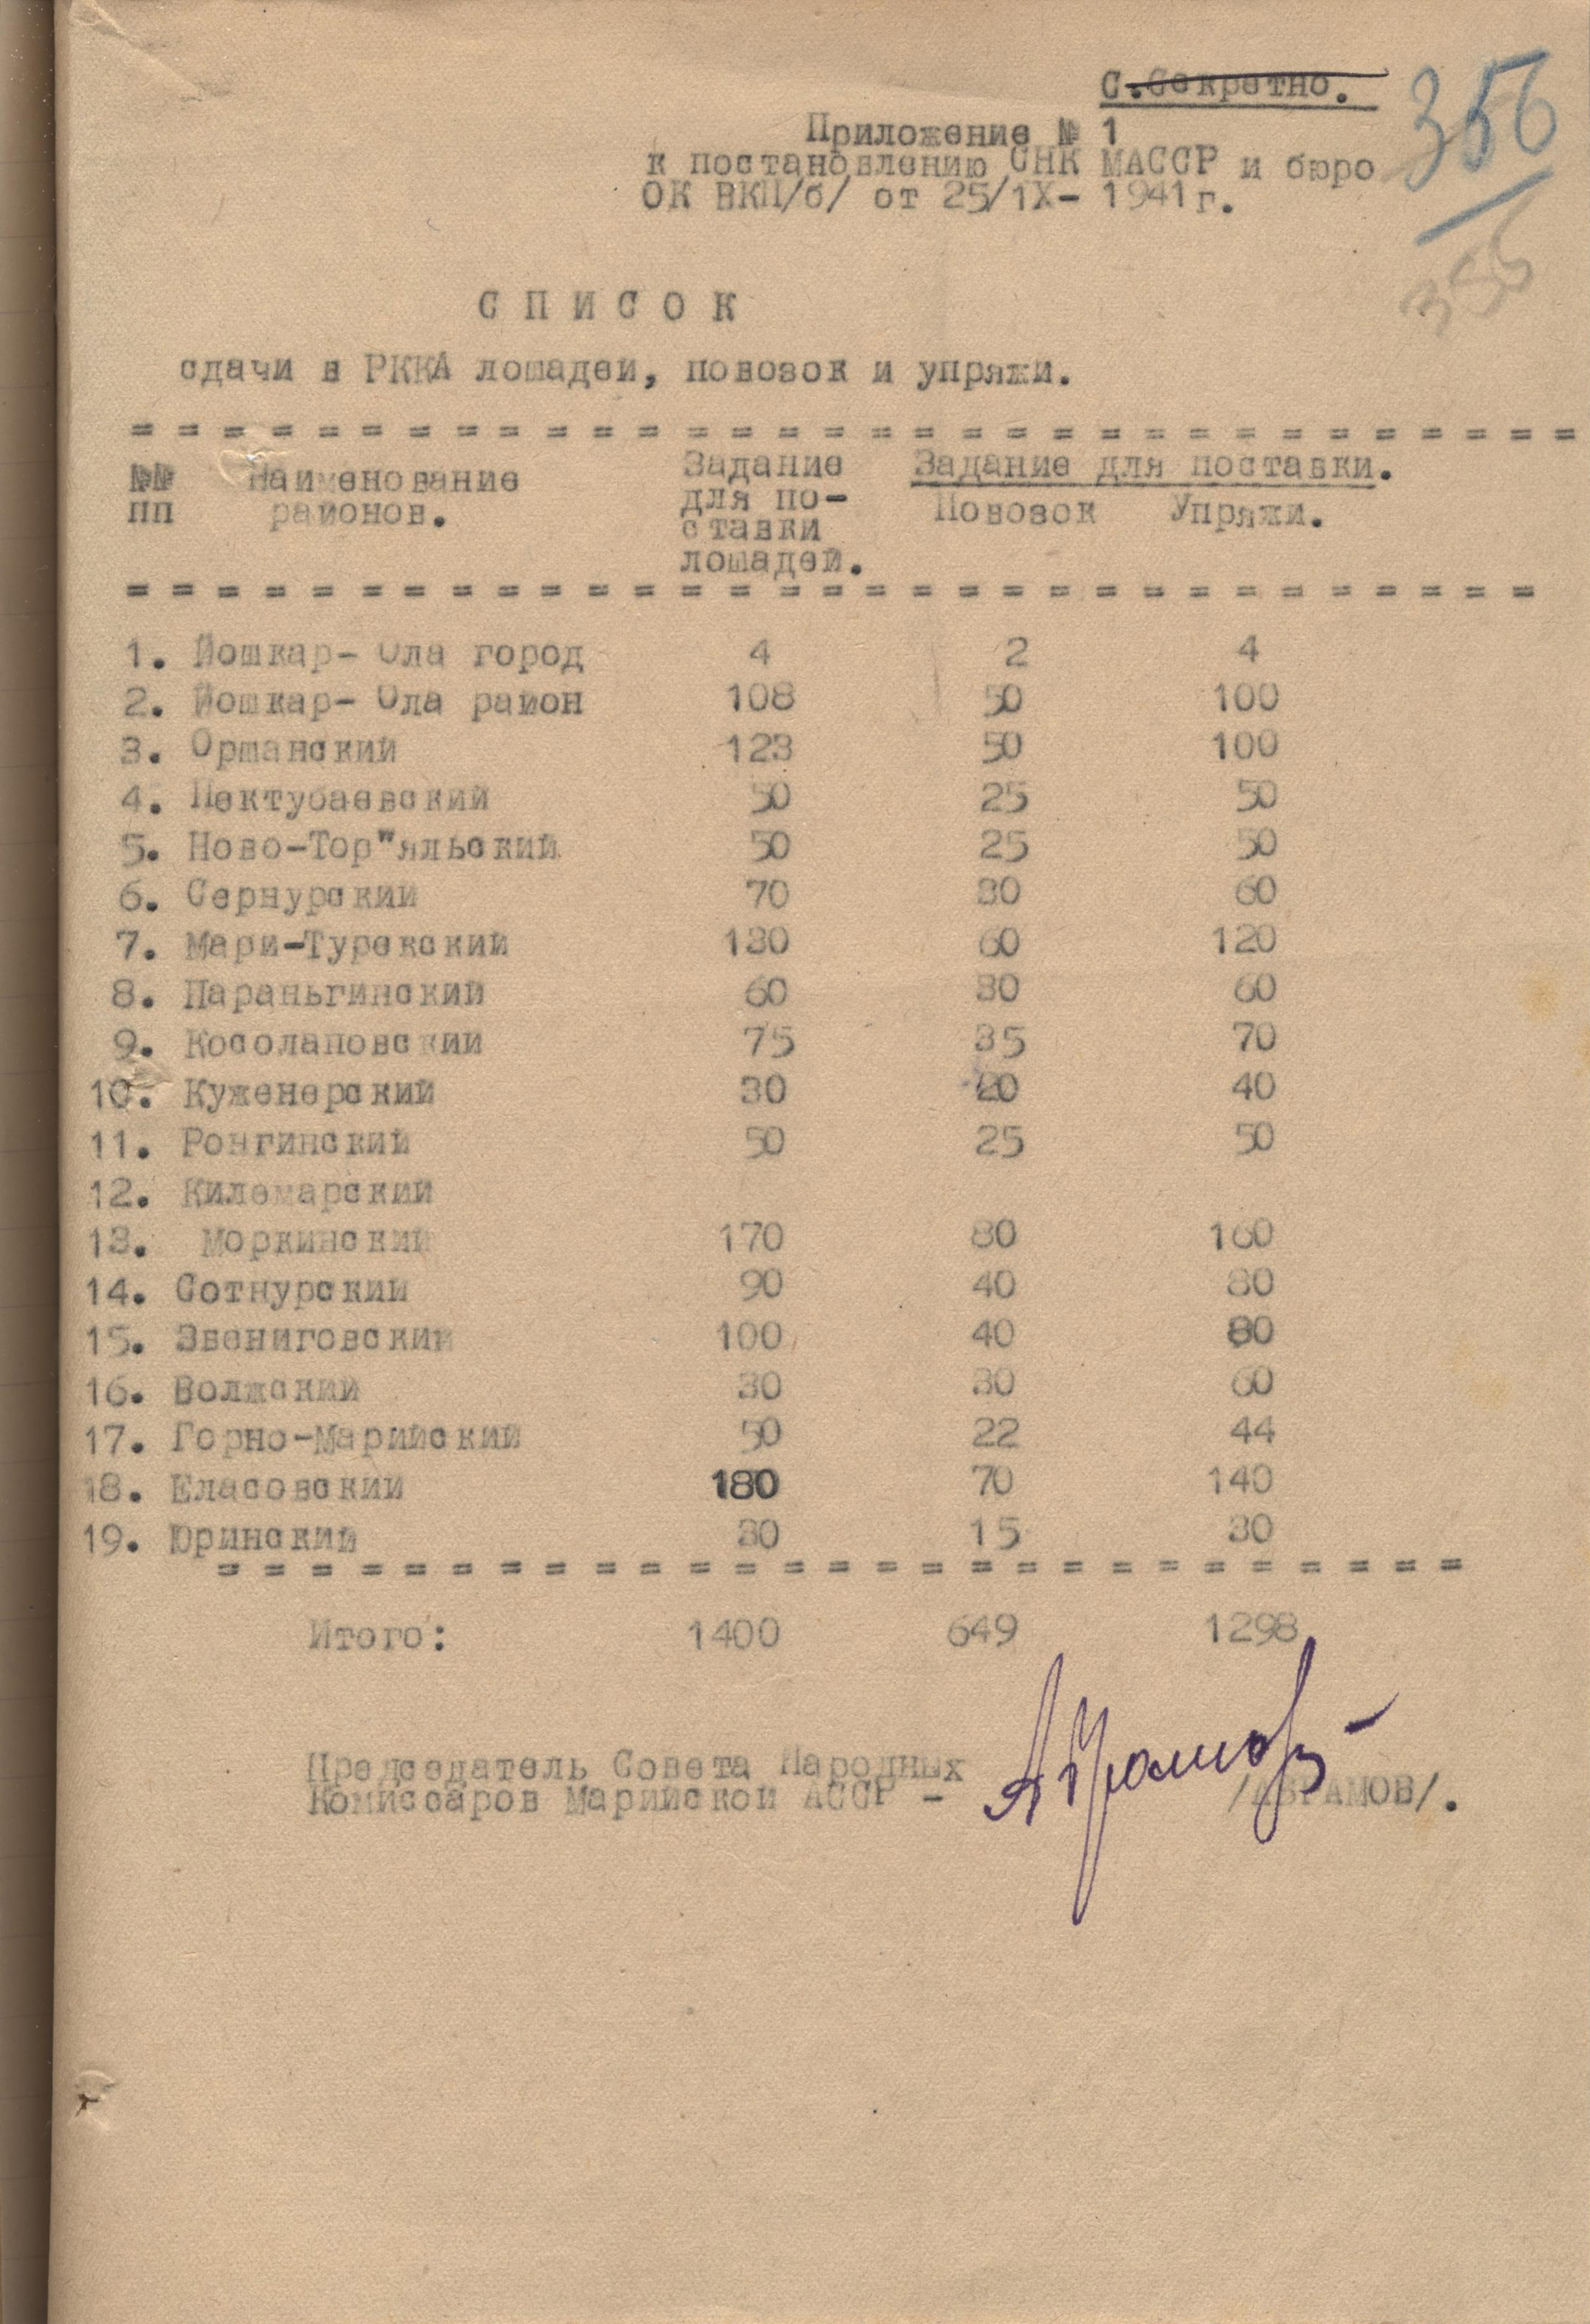 С.Секретно.
356
Приложение № 1
к постановлению СНК МАССР и бюро
ОК ВКП/б/ от 25/1Х- 1941г.
С П И С О К
сдачи в РККА лошадей, повозок и упряжи.
= = = = = = = = = = = = = = = = = = = = = = = = = = = = = = = =
№№ Наименование Задание Задание для поставки.
пп районов. для по- Повозок Упряжи.
ставки
лошадей.
= = = = = = = = = = = = = = = = = = = = = = = = = = = = = = =
1. Йошкар- Ола город 4 2 4
2. Йошкар- Ола район 108 50 100
3. Оршанский 123 50 100
4. Пектубаевский 50 25 50
5. Ново-Тор"яльский 50 25 50
6. Сернурский 70 30 60
7. Мари-Турекский 130 60 120
8. Параньгинский 60 30 60
9. Косолаповский 75 35 70
10. Куженерский 30 20 40
11. Ронгинский 50 25 50
12. Килемарский
13. Моркинский 170 80 160
14. Сотнурский 90 40 80
15. Звениговский 100 40 80
16. Волжский 30 30 60
17. Горно-Марийский 50 22 44
18. Еласовский 180 70 140
19. Юринский 30 15 30
= = = = = = = = = = = = = = = = = = = = = = = = = = =
Итого: 1400 649 1298
Председатель Совета Народных
Комиссаров Марийской АССР - Аврамов /АВРАМОВ/.